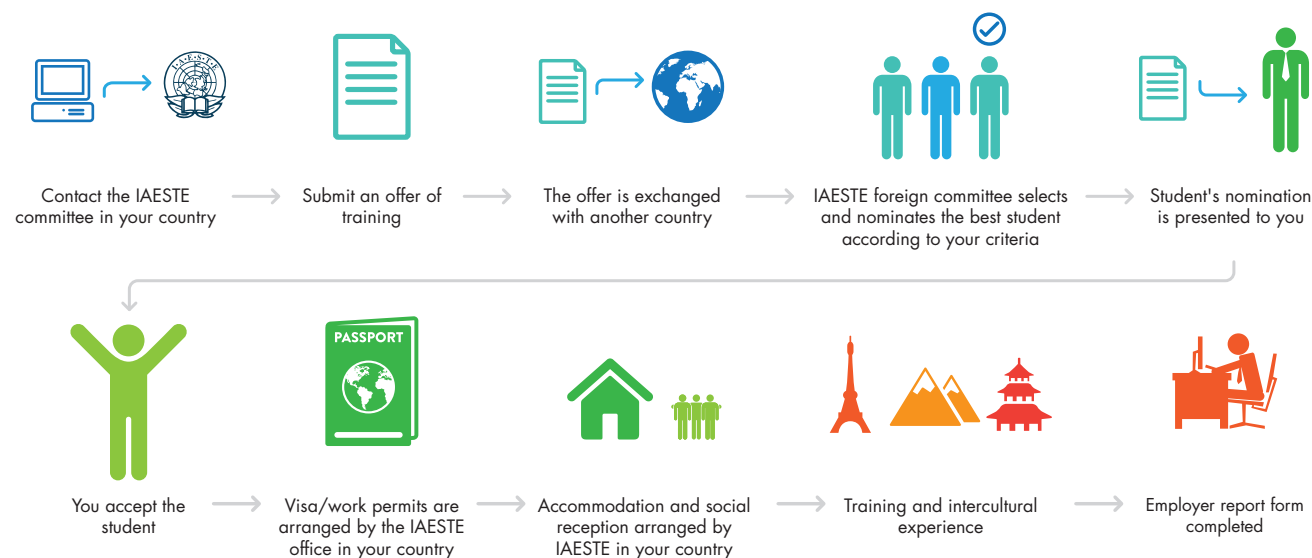 I.A.E.S.T.E
Contact the IAESTE
committee in your country
Submit an offer of
training
The offer is exchanged
with another country
IAESTE foreign committee selects
and nominates the best student
according to your criteria
Student's nomination
is presented to you
PASSPORT
You accept the
student
Visa/work permits are
arranged by the IAESTE
office in your country
Accommodation and social
reception arranged by
IAESTE in your country
Training and intercultural
experience
Employer report form
completed